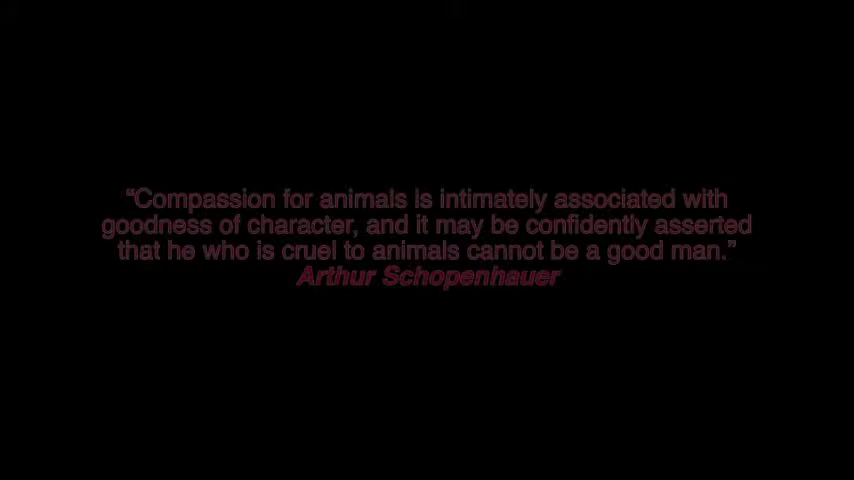 “Compassion for animals is intimately associated with
goodness of character, and it may be confidently asserted
that he who is cruel to animals cannot be a good man.”
Arthur Schopenhauer